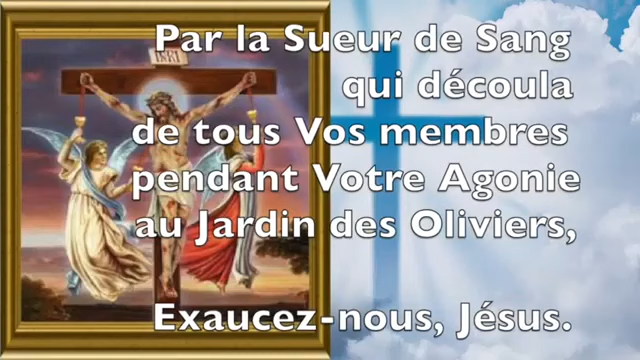 INRI
Par la Sueur de Sang
qui découla
de tous Vos membres
pendant Votre Agonie
au Jardin des Oliviers,
Exaucez-nous, Jésus.